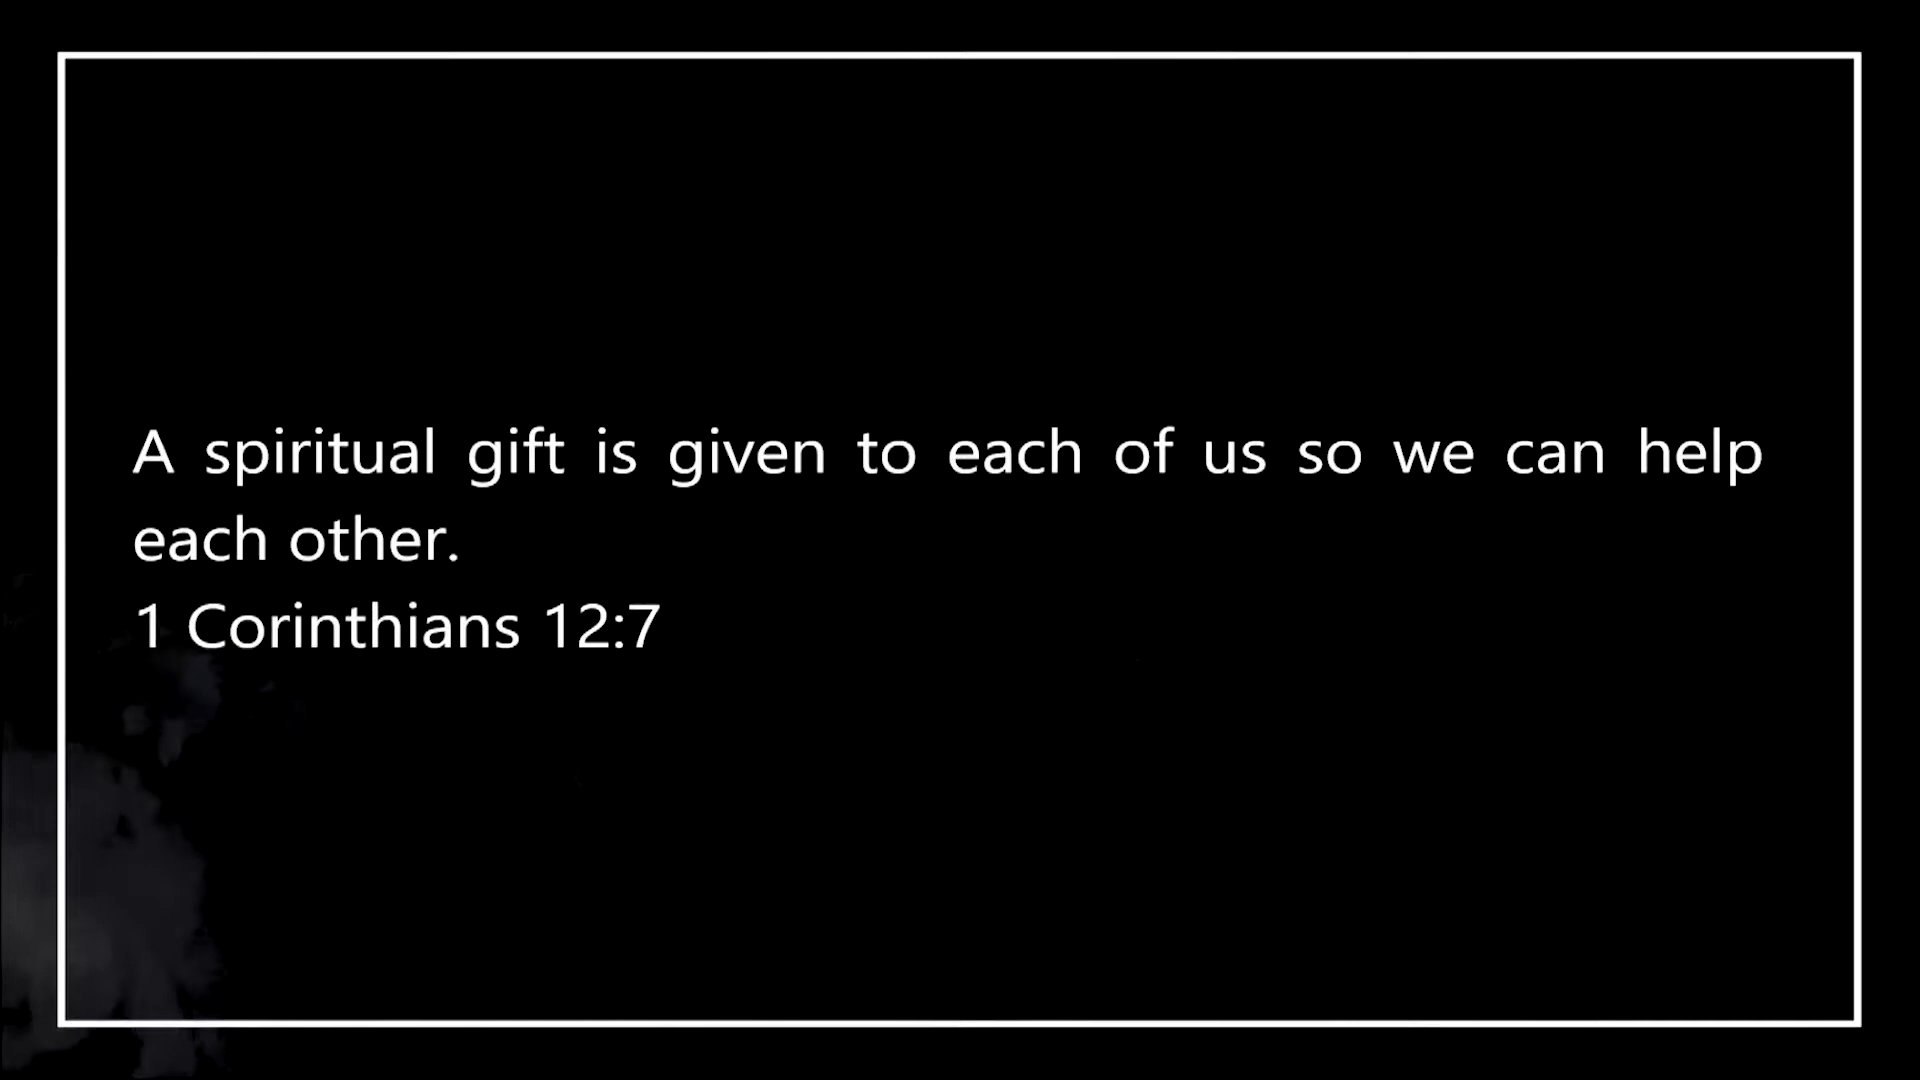 A spiritual gift is given to each of us so we can help
each other.
1 Corinthians 12:7